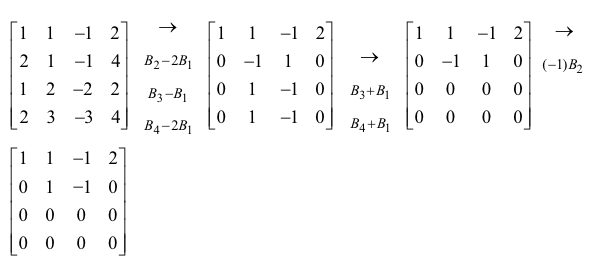 [1 1 −1 2] → [1 1 −1 2] [1 1 −1 2] →
[2 1 −1 4] B₂−2B₁ [0 −1 1 0] → [0 −1 1 0] (−1)B₂
[1 2 −2 2] B₃−B₁ [0 1 −1 0] B₃+B₁ [0 0 0 0]
[2 3 −3 4] B₄−2B₁ [0 1 −1 0] B₄+B₁ [0 0 0 0]
[1 1 −1 2]
[0 1 −1 0]
[0 0 0 0]
[0 0 0 0]